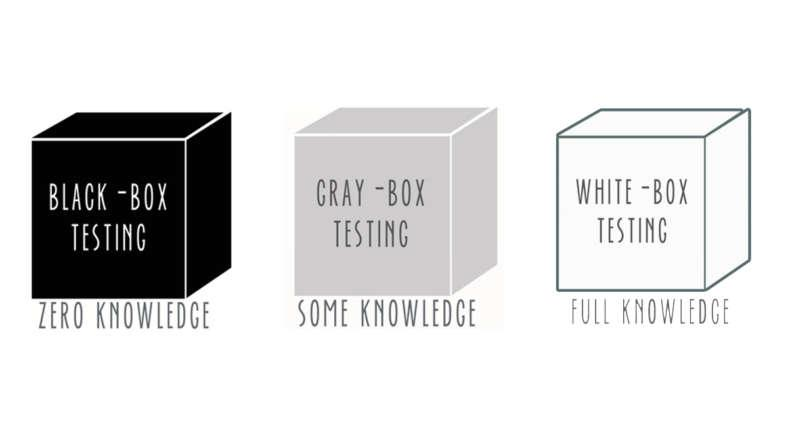 BLACK -BOX
TESTING
ZERO KNOWLEDGE
GRAY -BOX
TESTING
SOME KNOWLEDGE
WHITE -BOX
TESTING
FULL KNOWLEDGE